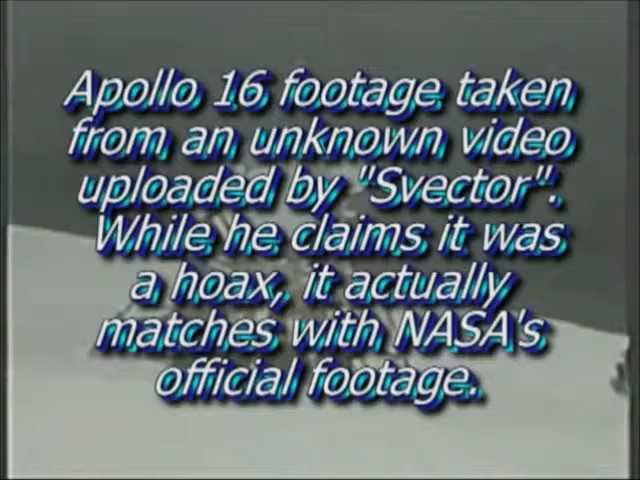 Apollo 16 footage taken
from an unknown video
uploaded by "Svector".
While he claims it was
a hoax, it actually
matches with NASA's
official footage.